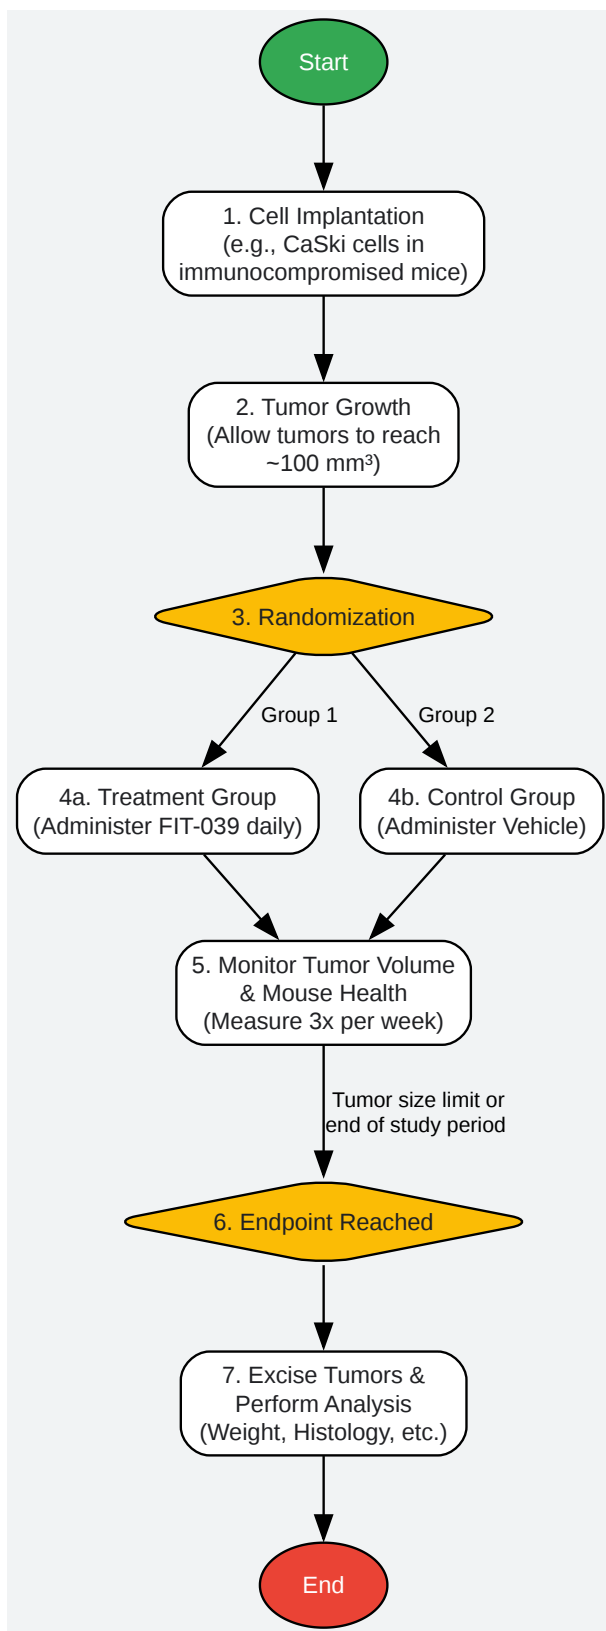 Start
1. Cell Implantation
(e.g., CaSki cells in
immunocompromised mice)
2. Tumor Growth
(Allow tumors to reach
~100 mm³)
3. Randomization
Group 1
Group 2
4a. Treatment Group
(Administer FIT-039 daily)
4b. Control Group
(Administer Vehicle)
5. Monitor Tumor Volume
& Mouse Health
(Measure 3x per week)
Tumor size limit or
end of study period
6. Endpoint Reached
7. Excise Tumors &
Perform Analysis
(Weight, Histology, etc.)
End